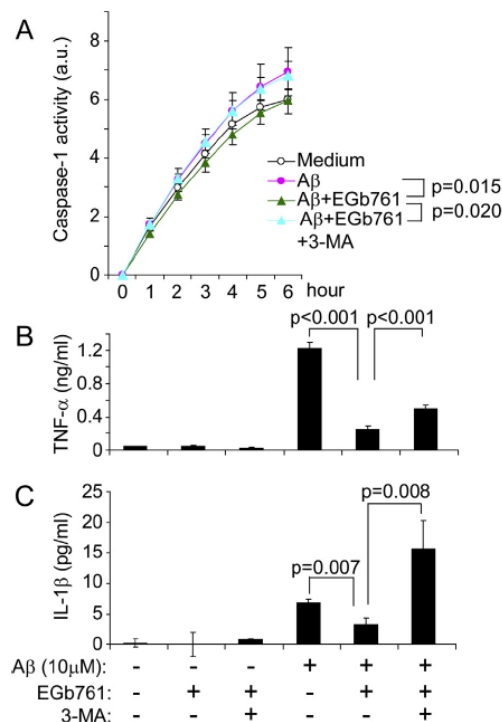 A
Caspase-1 activity (a.u.)
8
6
4
2
0
0 1 2 3 4 5 6 hour
Medium
Aβ
Aβ+EGb761
Aβ+EGb761
+3-MA
p=0.015
p=0.020
B
TNF-α (ng/ml)
1.2
0.8
0.4
0
p<0.001 p<0.001
C
IL-1β (pg/ml)
25
20
15
10
5
0
p=0.007
p=0.008
Aβ (10μM): - - - + + +
EGb761: - + + - + +
3-MA: - - + - - +